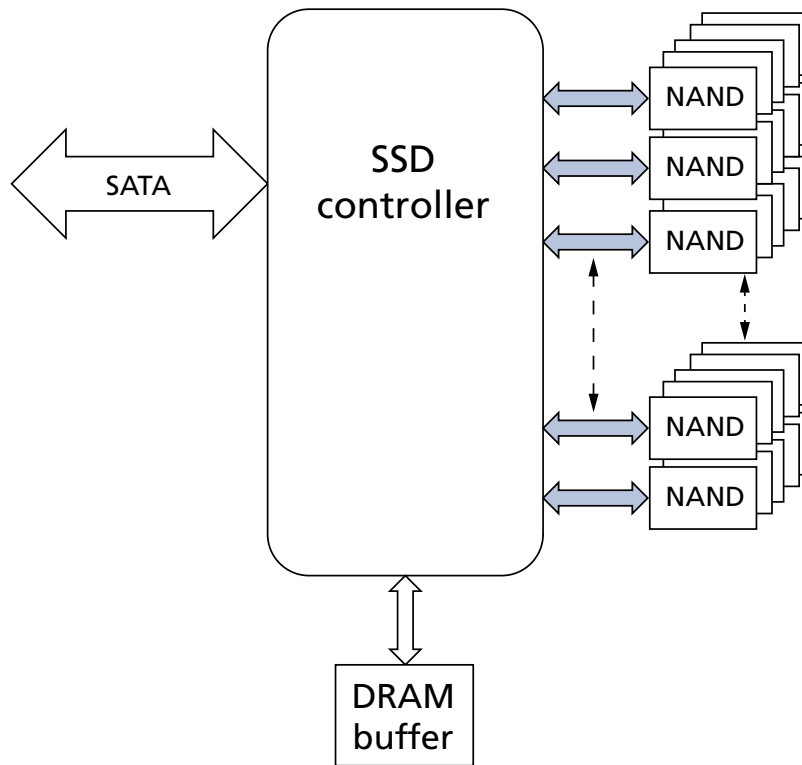 NAND
SSD
controller
SATA
NAND
NAND
NAND
NAND
DRAM
buffer